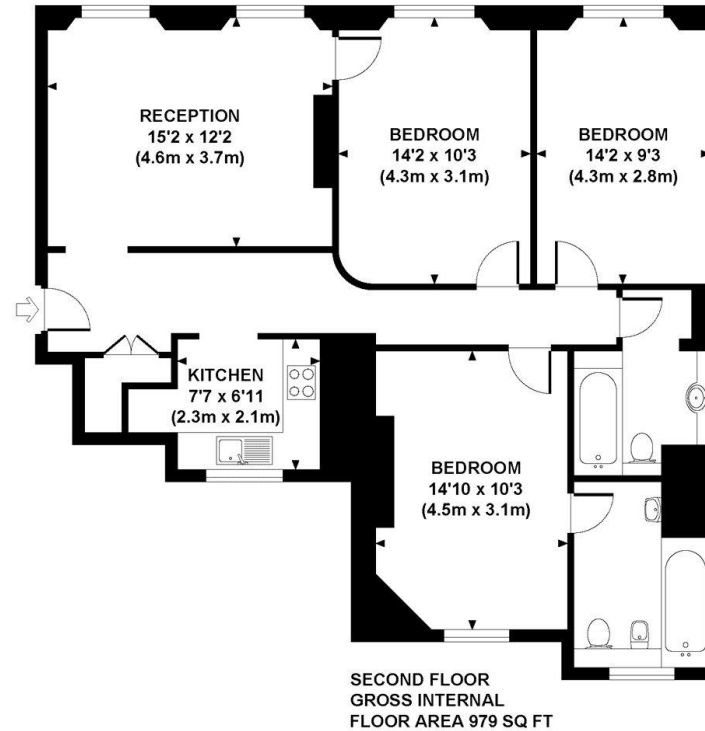 RECEPTION
15'2 x 12'2
(4.6m x 3.7m)
BEDROOM
14'2 x 10'3
(4.3m x 3.1m)
BEDROOM
14'2 x 9'3
(4.3m x 2.8m)
KITCHEN
7'7 x 6'11
(2.3m x 2.1m)
BEDROOM
14'10 x 10'3
(4.5m x 3.1m)
SECOND FLOOR
GROSS INTERNAL
FLOOR AREA 979 SQ FT